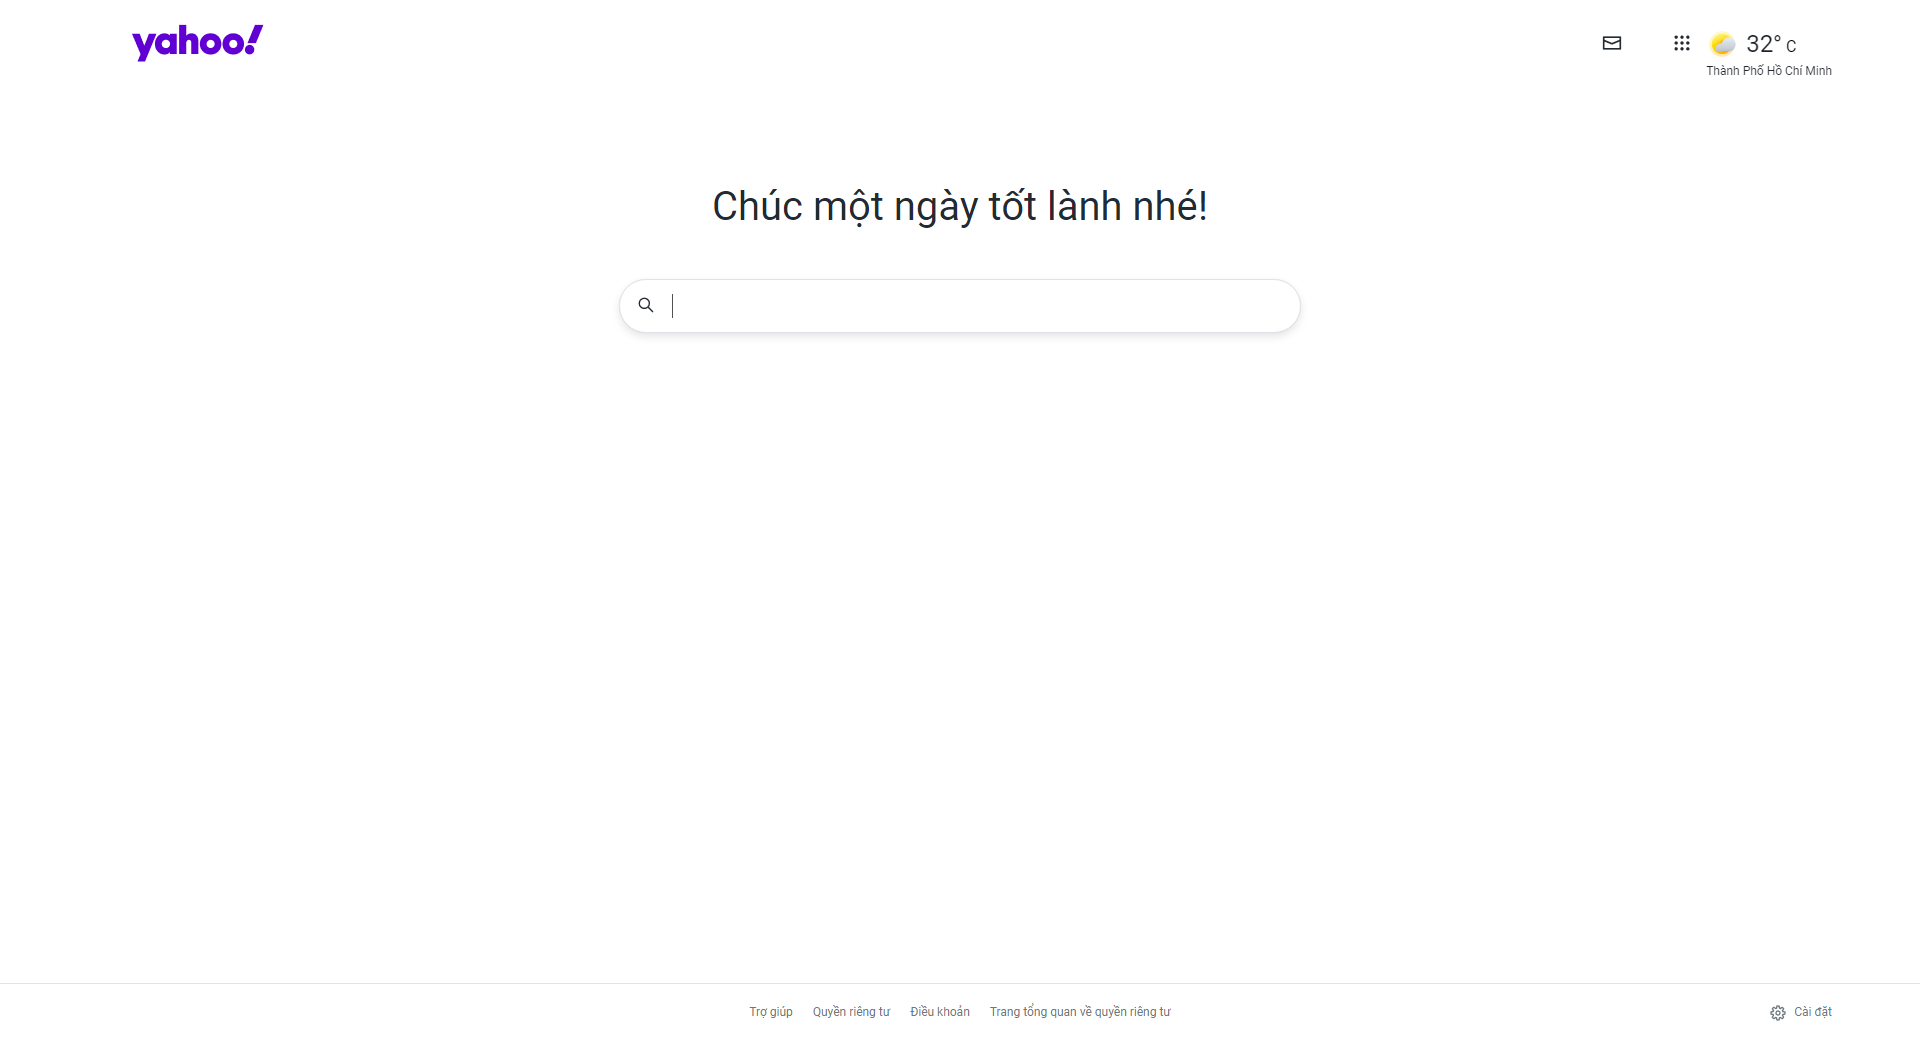 yahoo!
32° C
Thành Phố Hồ Chí Minh
Chúc một ngày tốt lành nhé!
Trợ giúp Quyền riêng tư Điều khoản Trang tổng quan về quyền riêng tư Cài đặt